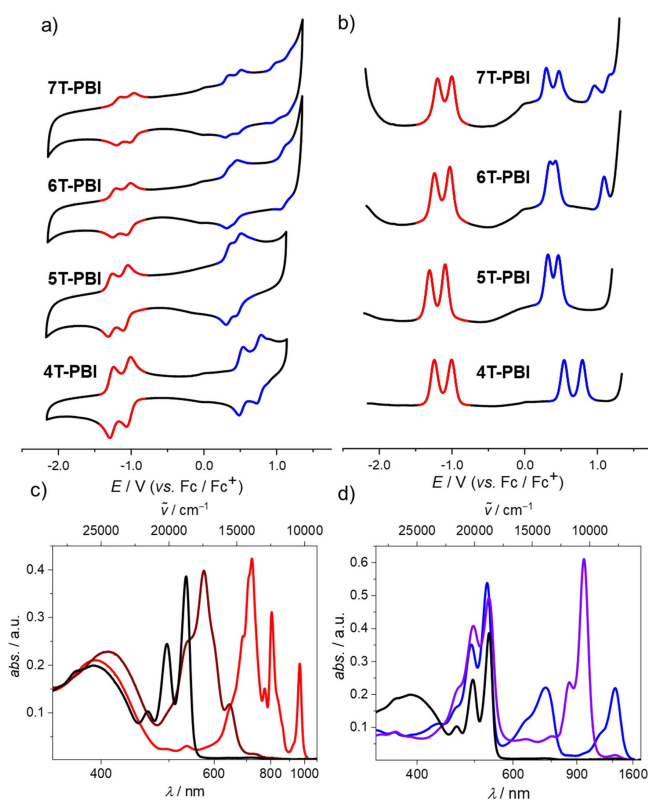 a)
7T-PBI
6T-PBI
5T-PBI
4T-PBI
-2.0 -1.0 0.0 1.0
E / V (vs. Fc / Fc⁺)
b)
7T-PBI
6T-PBI
5T-PBI
4T-PBI
-2.0 -1.0 0.0 1.0
E / V (vs. Fc / Fc⁺)
c)
ṽ / cm⁻¹
25000 20000 15000 10000
0.4
0.3
0.2
0.1
abs. / a.u.
400 600 800 1000
λ / nm
d)
ṽ / cm⁻¹
25000 20000 15000 10000
0.6
0.5
0.4
0.3
0.2
0.1
abs. / a.u.
400 600 900 1600
λ / nm